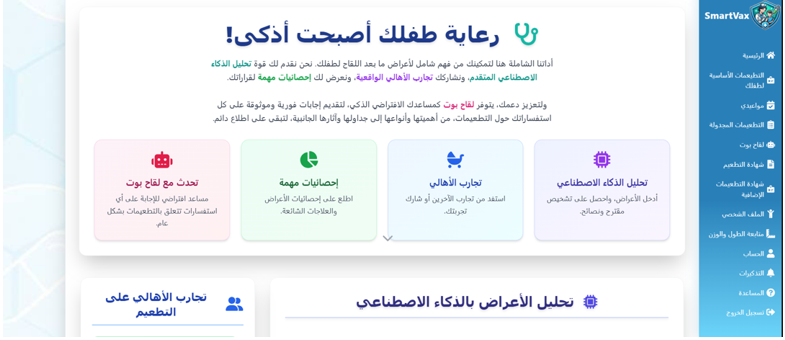 SmartVax
الرئيسية
التطعيمات الأساسية
لطفلك
مواعيدي
التطعيمات المجدولة
لقاح بوت
شهادة التطعيم
شهادة التطعيمات
الإضافية
الملف الشخصي
متابعة الطول والوزن
الحساب
التذكيرات
المساعدة
تسجيل الخروج
رعاية طفلك أصبحت أذكى!
أداتنا الشاملة هنا لتمكينك من فهم شامل لأعراض ما بعد اللقاح لطفلك. نحن نقدم لك قوة تحليل الذكاء
الاصطناعي المتقدم، ونشاركك تجارب الأهالي الواقعية، ونعرض لك إحصائيات مهمة لقراراتك.
ولتعزيز دعمك، يتوفر لقاح بوت كمساعدك الافتراضي الذكي، لتقديم إجابات فورية وموثوقة على كل
استفساراتك حول التطعيمات، من أهميتها وأنواعها إلى جداولها وآثارها الجانبية، لتبقى على اطلاع دائم.
تحليل الذكاء الاصطناعي
أدخل الأعراض، واحصل على تشخيص
مقترح ونصائح.
تجارب الأهالي
استفد من تجارب الآخرين أو شارك
تجربتك.
إحصائيات مهمة
اطلع على إحصائيات الأعراض
والعلاجات الشائعة.
تحدث مع لقاح بوت
مساعد افتراضي للإجابة على أي
استفسارات تتعلق بالتطعيمات بشكل
عام.
تحليل الأعراض بالذكاء الاصطناعي
تجارب الأهالي على
التطعيم